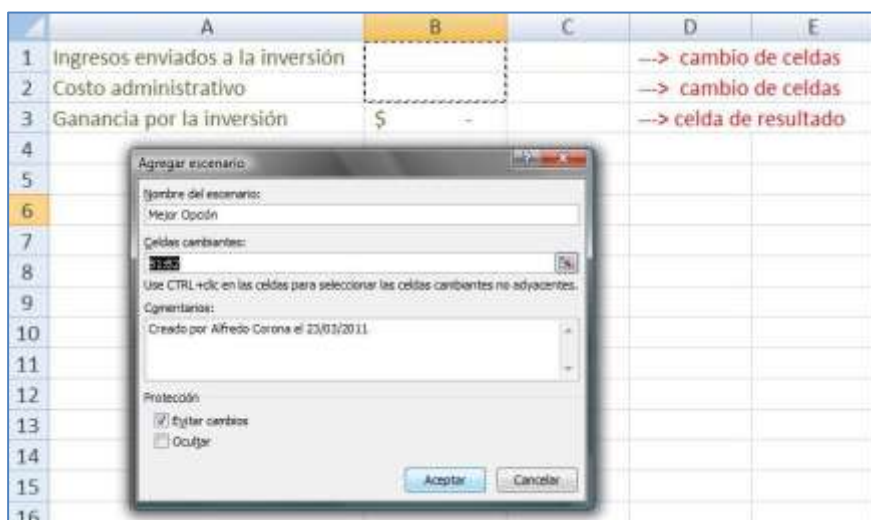 A B C D E
1 Ingresos enviados a la inversión ---> cambio de celdas
2 Costo administrativo ---> cambio de celdas
3 Ganancia por la inversión $ - ---> celda de resultado
4
Agregar escenario
5
Nombre del escenario:
6
Mejor Opción
7
Celdas cambiantes:
8
B1:B2
Use CTRL+clic en las celdas para seleccionar las celdas cambiantes no adyacentes.
9
Comentarios:
10
Creado por Alfredo Corona el 23/03/2011
11
12
Protección
13
Evitar cambios
14
Ocultar
15
Aceptar Cancelar
16